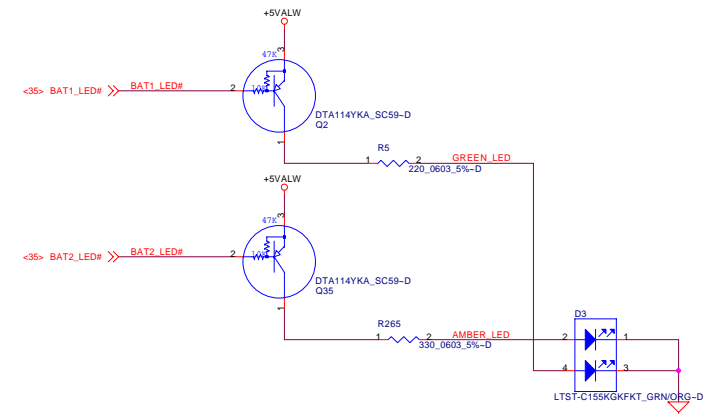 +5VALW
47K
3
<35> BAT1_LED#
BAT1_LED#
2
10K
DTA114YKA_SC59~D
Q2
1
R5
1
2
GREEN_LED
220_0603_5%~D
+5VALW
47K
3
<35> BAT2_LED#
BAT2_LED#
2
10K
DTA114YKA_SC59~D
Q35
1
R265
1
2
AMBER_LED
330_0603_5%~D
D3
2
1
4
3
LTST-C155KGKFKT_GRN/ORG~D